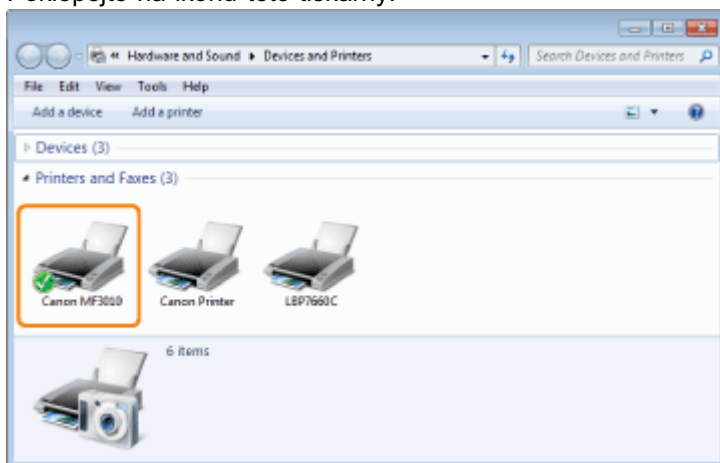 Hardware and Sound Devices and Printers Search Devices and Printers
File Edit View Tools Help
Add a device Add a printer
Devices (3)
Printers and Faxes (3)
Canon MF3010 Canon Printer LBP7660C
6 items